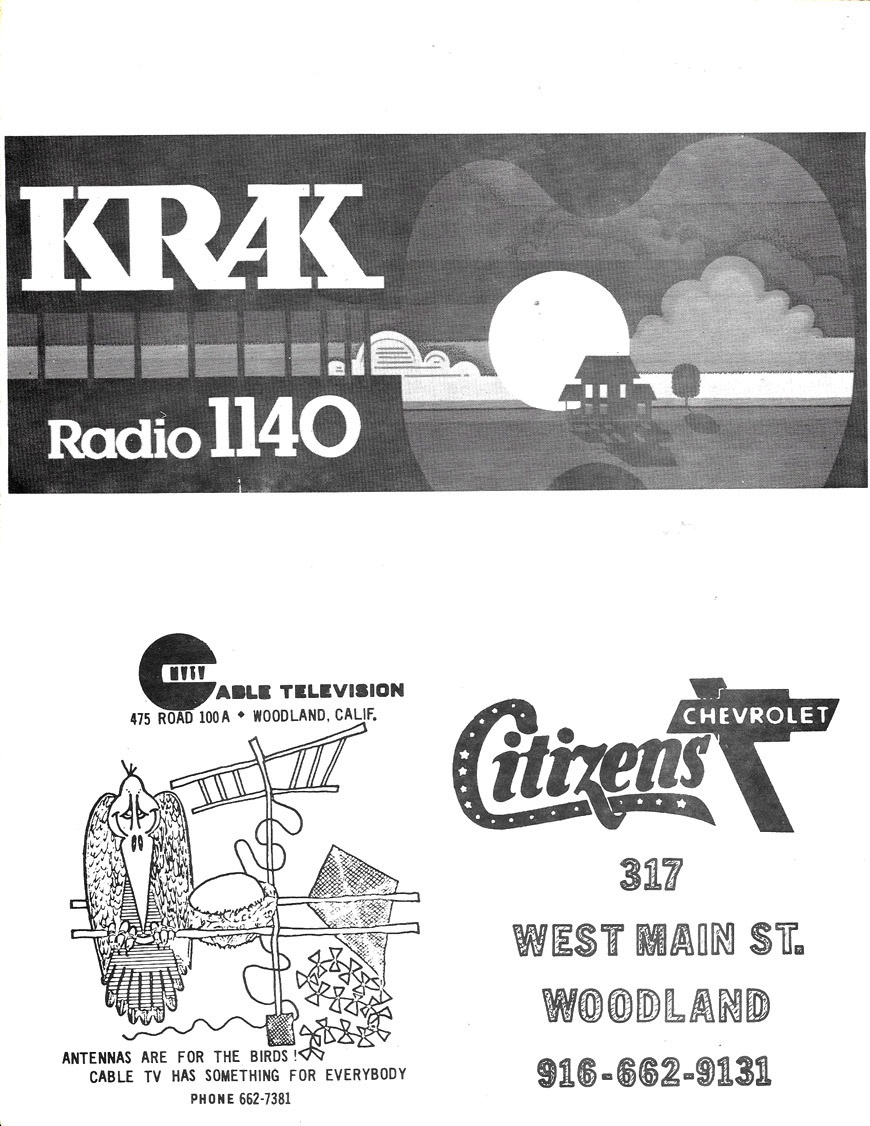 KRAK
Radio 1140
CABLE TELEVISION
475 ROAD 100A • WOODLAND, CALIF.
ANTENNAS ARE FOR THE BIRDS!
CABLE TV HAS SOMETHING FOR EVERYBODY
PHONE 662-7381
Citizens CHEVROLET
317
WEST MAIN ST.
WOODLAND
916-662-9131